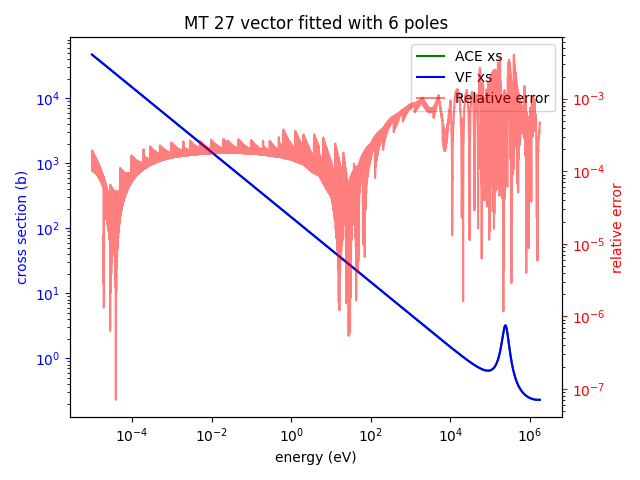 MT 27 vector fitted with 6 poles
ACE xs
VF xs
Relative error
cross section (b)
10^4
10^3
10^2
10^1
10^0
relative error
10^-3
10^-4
10^-5
10^-6
10^-7
10^-4 10^-2 10^0 10^2 10^4 10^6
energy (eV)